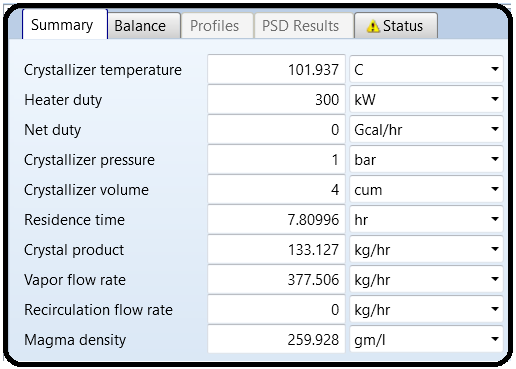 Summary Balance Profiles PSD Results Status
Crystallizer temperature 101.937 C
Heater duty 300 kW
Net duty 0 Gcal/hr
Crystallizer pressure 1 bar
Crystallizer volume 4 cum
Residence time 7.80996 hr
Crystal product 133.127 kg/hr
Vapor flow rate 377.506 kg/hr
Recirculation flow rate 0 kg/hr
Magma density 259.928 gm/l